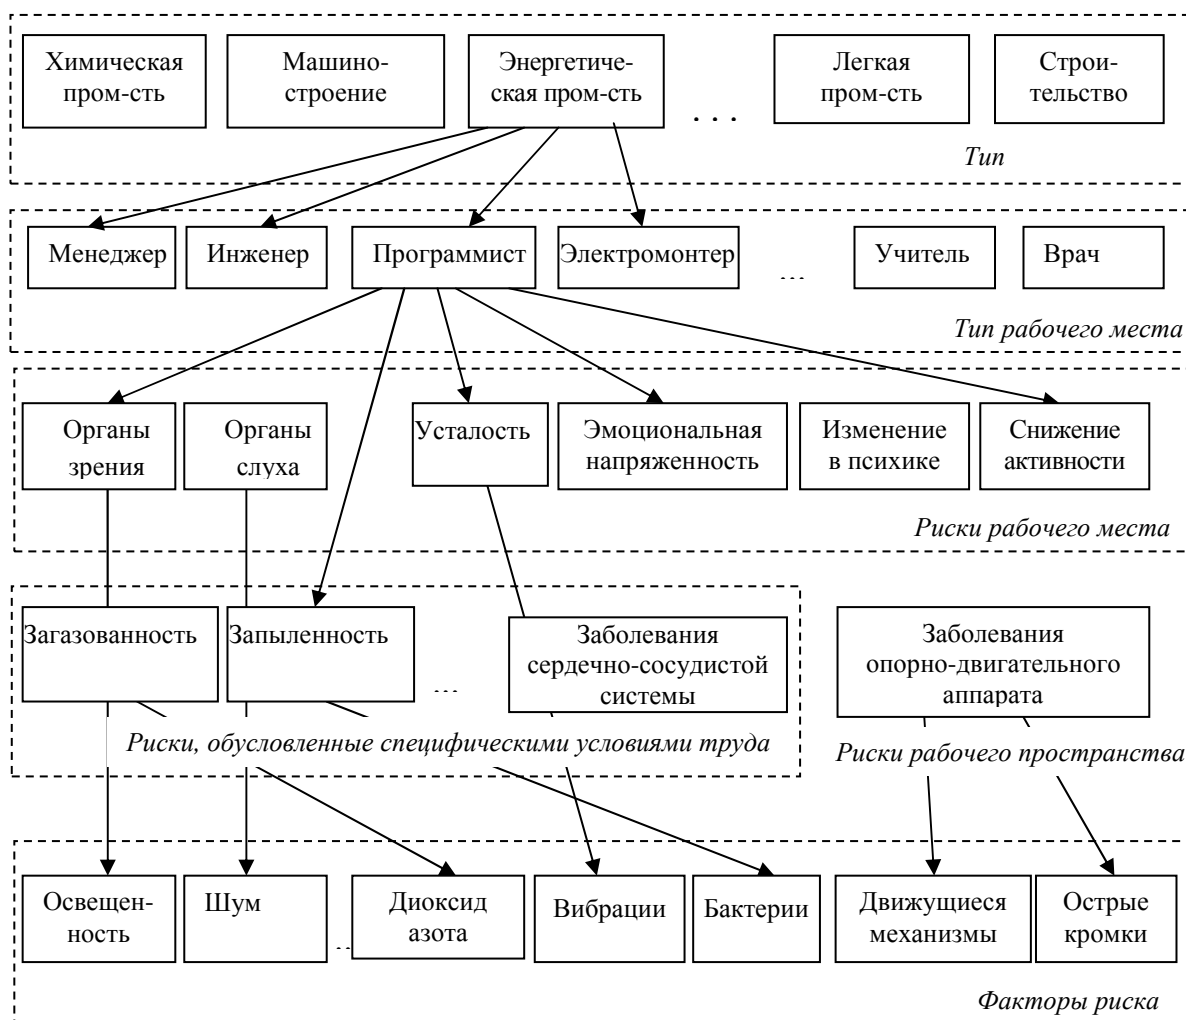 Химическая
пром-сть
Машино-
строение
Энергетиче-
ская пром-сть
. . .
Легкая
пром-сть
Строи-
тельство
Тип
Менеджер
Инженер
Программист
Электромонтер
...
Учитель
Врач
Тип рабочего места
Органы
зрения
Органы
слуха
Усталость
Эмоциональная
напряженность
Изменение
в психике
Снижение
активности
Риски рабочего места
Загазованность
Запыленность
...
Заболевания
сердечно-сосудистой
системы
Заболевания
опорно-двигательного
аппарата
Риски, обусловленные специфическими условиями труда
Риски рабочего пространства
Освещен-
ность
Шум
..
Диоксид
азота
Вибрации
Бактерии
Движущиеся
механизмы
Острые
кромки
Факторы риска